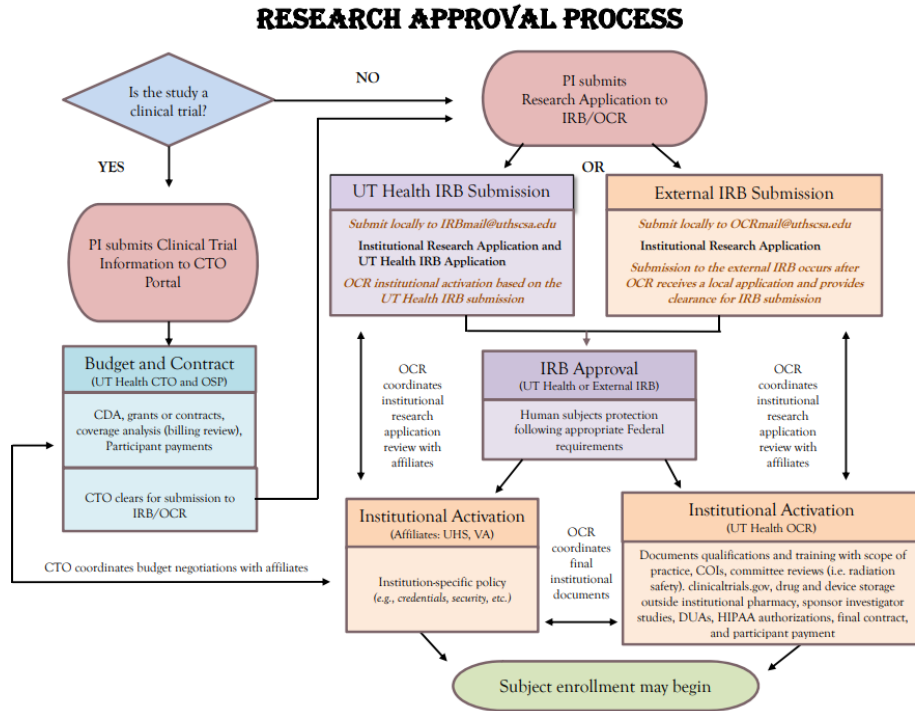 RESEARCH APPROVAL PROCESS
Is the study a
clinical trial?
NO
YES
PI submits
Research Application to
IRB/OCR
OR
PI submits Clinical Trial
Information to CTO
Portal
UT Health IRB Submission
Submit locally to IRBmail@uthscsa.edu
Institutional Research Application and
UT Health IRB Application
OCR institutional activation based on the
UT Health IRB submission
External IRB Submission
Submit locally to OCRmail@uthscsa.edu
Institutional Research Application
Submission to the external IRB occurs after
OCR receives a local application and provides
clearance for IRB submission
Budget and Contract
(UT Health CTO and OSP)
CDA, grants or contracts,
coverage analysis (billing review),
Participant payments
CTO clears for submission to
IRB/OCR
OCR
coordinates
institutional
research
application
review with
affiliates
IRB Approval
(UT Health or External IRB)
Human subjects protection
following appropriate Federal
requirements
OCR
coordinates
institutional
research
application
review with
affiliates
CTO coordinates budget negotiations with affiliates
Institutional Activation
(Affiliates: UHS, VA)
Institution-specific policy
(e.g., credentials, security, etc.)
OCR
coordinates
final
institutional
documents
Institutional Activation
(UT Health OCR)
Documents qualifications and training with scope of
practice, COIs, committee reviews (i.e. radiation
safety). clinicaltrials.gov, drug and device storage
outside institutional pharmacy, sponsor investigator
studies, DUAs, HIPAA authorizations, final contract,
and participant payment
Subject enrollment may begin